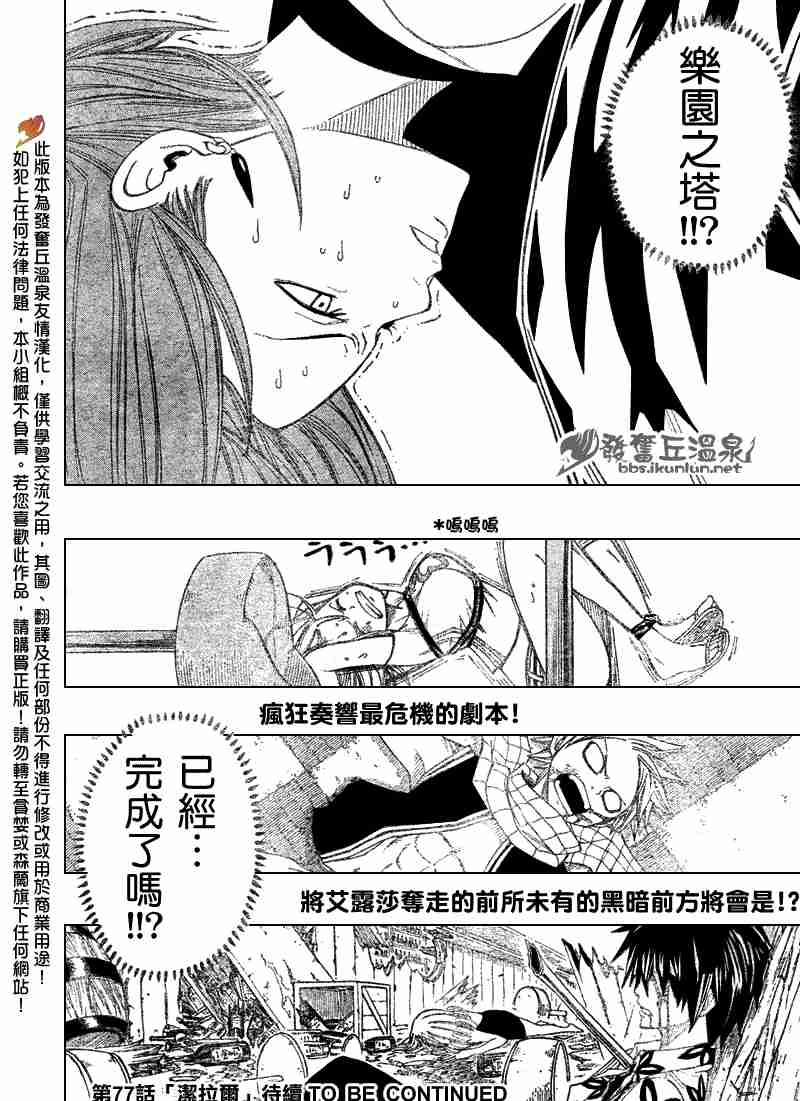 樂園之塔!!?
發奮丘溫泉
bbs.ikunlun.net
*嗚嗚嗚
うううう…
瘋狂奏響最危機的劇本!
已經…
完成了嗎!!?
將艾露莎奪走的前所未有的黑暗前方將會是!?
第77話「潔拉爾」待續 TO BE CONTINUED
此版本為發奮丘溫泉友情漢化，僅供學習交流之用，其圖、翻譯及任何部份不得進行修改或用於商業用途！
如犯上任何法律問題，本小組概不負責。若您喜歡此作品，請購買正版！請勿轉至貪婪或森薾旗下任何網站！